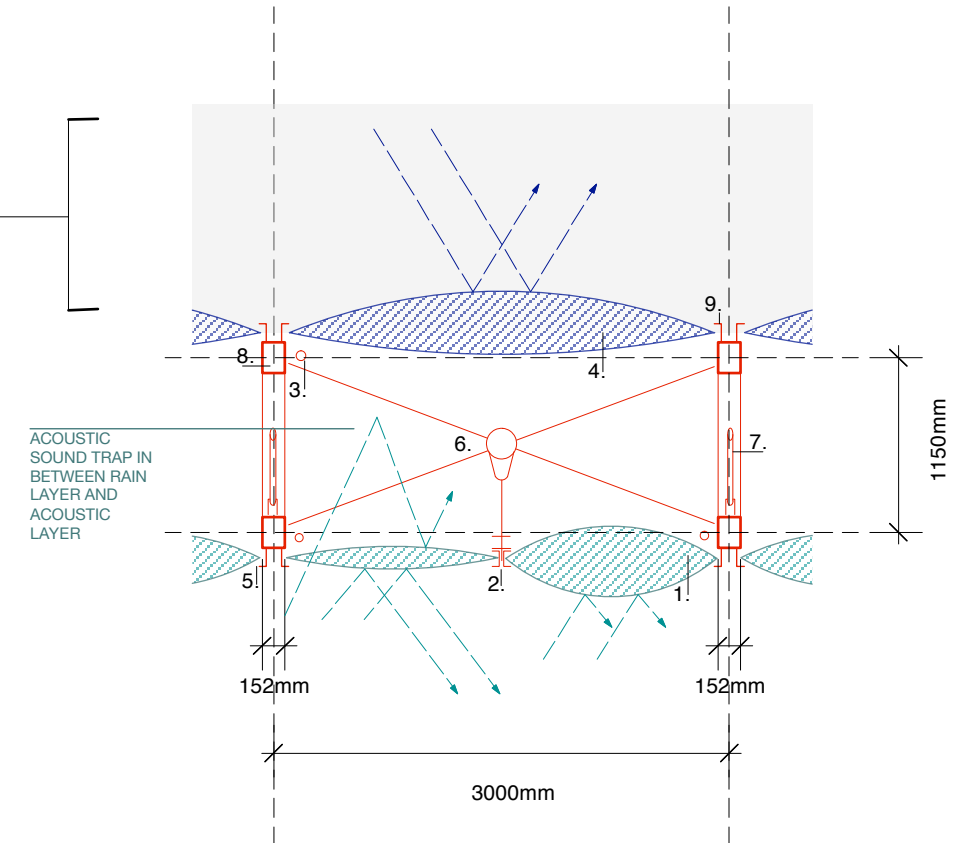 9.
8.
3.
4.
ACOUSTIC
SOUND TRAP IN
BETWEEN RAIN
LAYER AND
ACOUSTIC
LAYER
6.
7.
1150mm
5.
2.
1.
152mm
152mm
3000mm